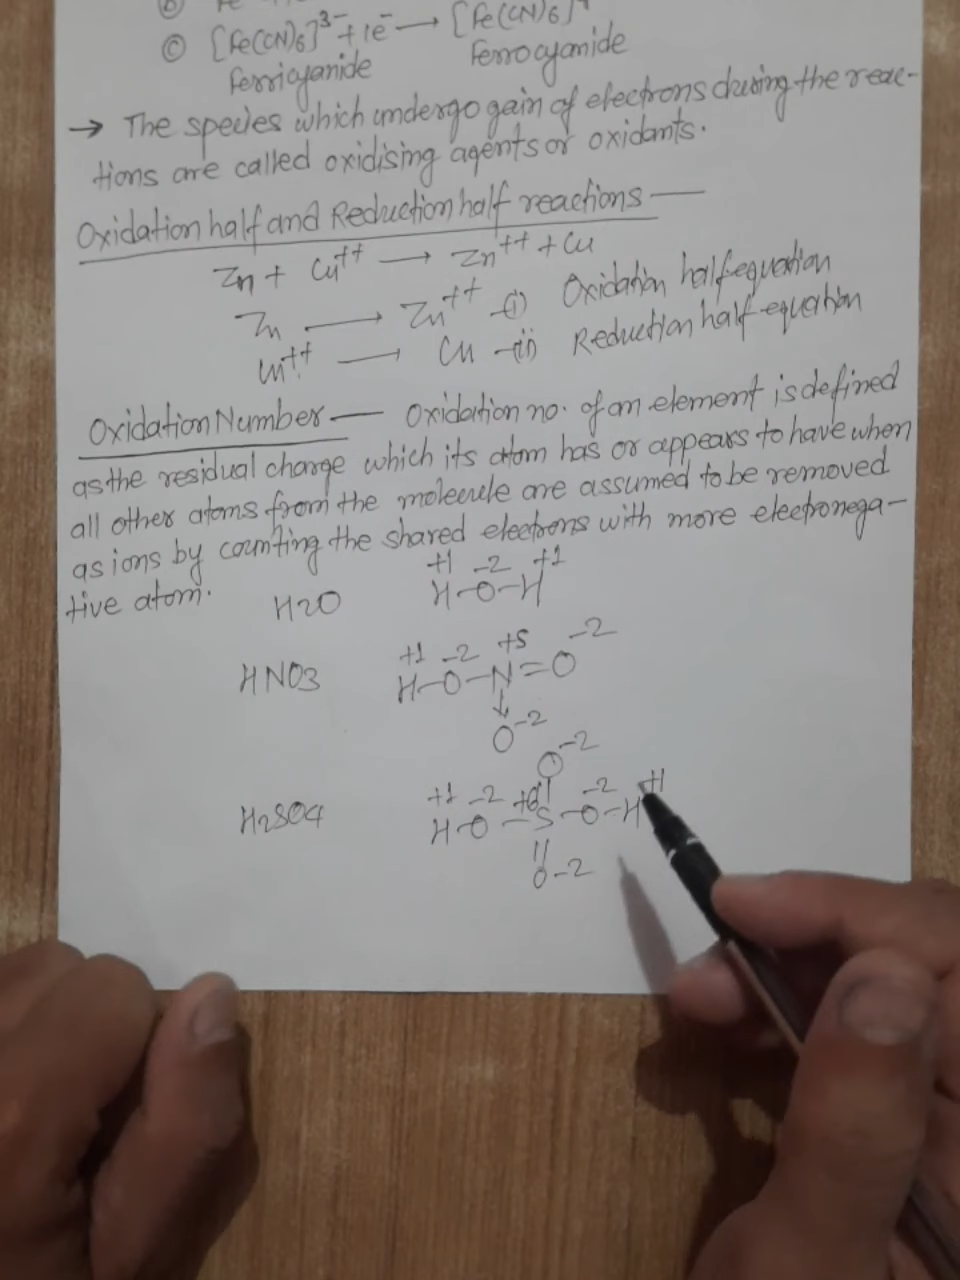 (b) Fe
(c) [Fe(CN)6]3- + 1e- → [Fe(CN)6]4
Ferricyanide Ferrocyanide
→ The species which undergo gain of electrons during the reac-
tions are called oxidising agents or oxidants.
Oxidation half and Reduction half reactions —
Zn + Cu++ → Zn++ + Cu
Zn → Zn++ -(i) Oxidation half equation
Cu++ → Cu -(ii) Reduction half-equation
Oxidation Number — Oxidation no. of an element is defined
as the residual charge which its atom has or appears to have when
all other atoms from the molecule are assumed to be removed
as ions by counting the shared electrons with more electronega-
tive atom.
+1 -2 +1
H2O H-O-H
+1 -2 +5 -2
HNO3 H-O-N=O
↓
O-2
O-2
||
+1 -2 +6 -2 +1
H2SO4 H-O-S-O-H
||
O-2